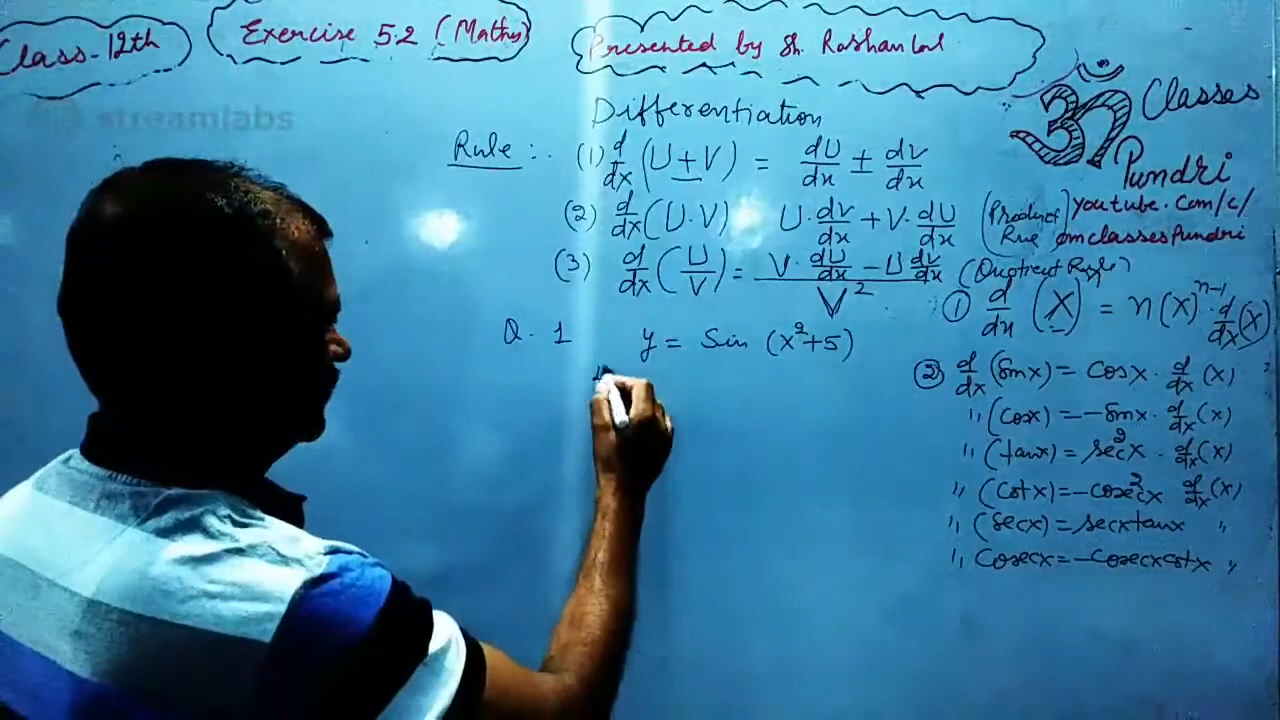 Class-12th
Exercise 5.2 (Maths)
Presented by Sh. Roshan Lal
streamlabs
ॐ Classes
Pundri
youtube.com/c/
omclassesPundri
Differentiation
Rule :. (1) d/dx (U ± V) = dU/dx ± dV/dx
(2) d/dx (U.V) U. dV/dx + V. dU/dx (Product
(3) d/dx (U/V) = (V. dU/dx - U dV/dx) / V² (Quotient Rule)
Q. 1 y = Sin (x²+5)
① d/dx (X) = n(X)ⁿ⁻¹. d/dx (X)
② d/dx (Sinx) = Cosx. d/dx (x)
,, (Cosx) = -Sinx. d/dx (x)
,, (tanx) = sec²x . d/dx (x)
,, (Cotx) = -Cosec²x d/dx (x)
,, (Secx) = secxtanx ,,
,, Cosecx = -Cosecxcotx ,,